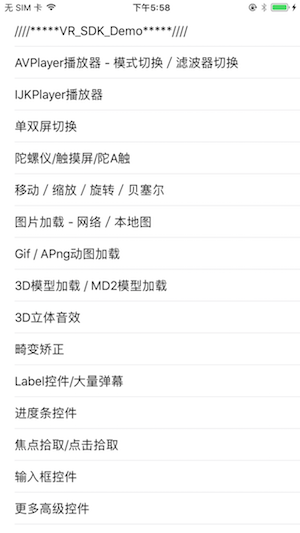 无 SIM 卡 下午5:58
////*****VR_SDK_Demo*****////
AVPlayer播放器 - 模式切换 / 滤波器切换
IJKPlayer播放器
单双屏切换
陀螺仪/触摸屏/陀A触
移动 / 缩放 / 旋转 / 贝塞尔
图片加载 - 网络 / 本地图
Gif / APng动图加载
3D模型加载 / MD2模型加载
3D立体音效
畸变矫正
Label控件/大量弹幕
进度条控件
焦点拾取/点击拾取
输入框控件
更多高级控件